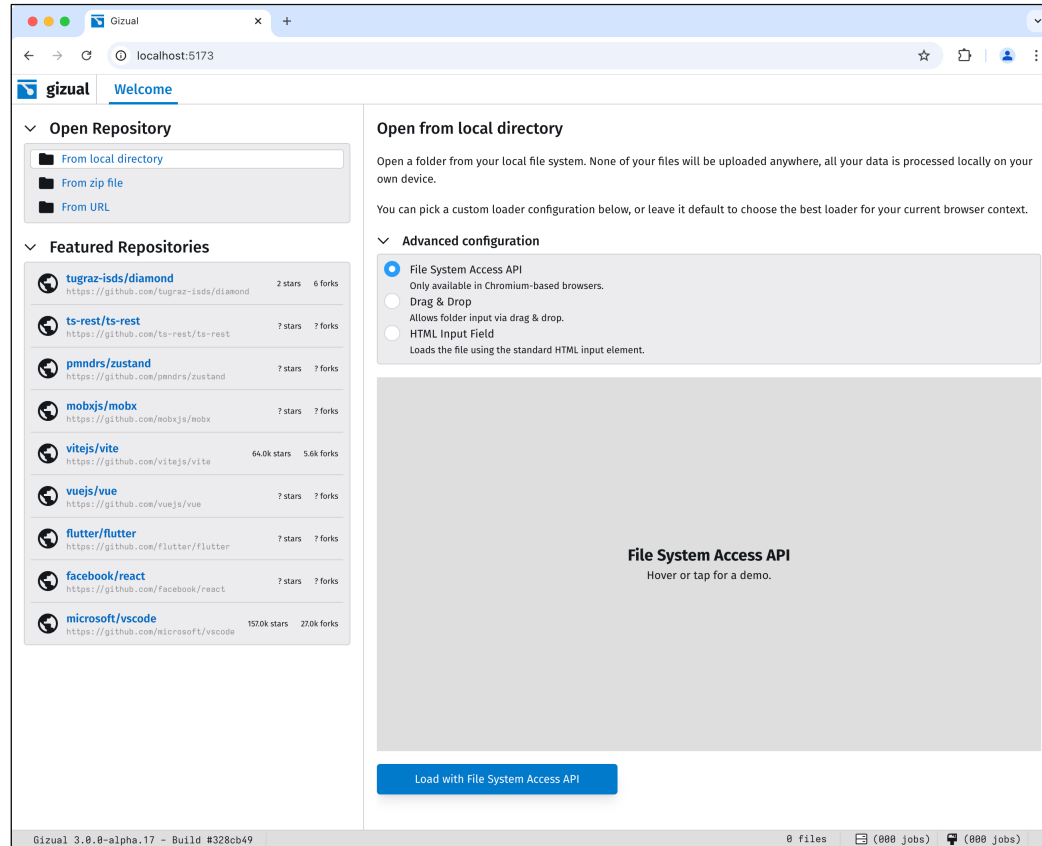 Gizual
localhost:5173
gizual
Welcome
Open Repository
From local directory
From zip file
From URL
Featured Repositories
tugraz-isds/diamond
https://github.com/tugraz-isds/diamond
2 stars 6 forks
ts-rest/ts-rest
https://github.com/ts-rest/ts-rest
? stars ? forks
pmndrs/zustand
https://github.com/pmndrs/zustand
? stars ? forks
mobxjs/mobx
https://github.com/mobxjs/mobx
? stars ? forks
vitejs/vite
https://github.com/vitejs/vite
64.0k stars 5.6k forks
vuejs/vue
https://github.com/vuejs/vue
? stars ? forks
flutter/flutter
https://github.com/flutter/flutter
? stars ? forks
facebook/react
https://github.com/facebook/react
? stars ? forks
microsoft/vscode
https://github.com/microsoft/vscode
157.0k stars 27.0k forks
Open from local directory
Open a folder from your local file system. None of your files will be uploaded anywhere, all your data is processed locally on your
own device.
You can pick a custom loader configuration below, or leave it default to choose the best loader for your current browser context.
Advanced configuration
File System Access API
Only available in Chromium-based browsers.
Drag & Drop
Allows folder input via drag & drop.
HTML Input Field
Loads the file using the standard HTML input element.
File System Access API
Hover or tap for a demo.
Load with File System Access API
Gizual 3.0.0-alpha.17 - Build #328cb49
0 files
(000 jobs)
(000 jobs)